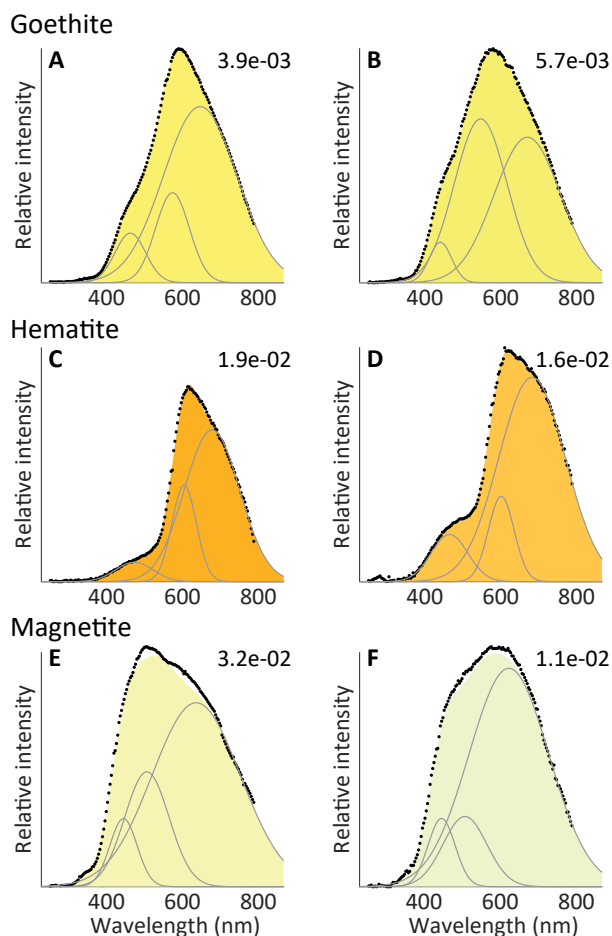 Goethite
A 3.9e-03
B 5.7e-03
Relative intensity
Relative intensity
400 600 800
400 600 800
Hematite
C 1.9e-02
D 1.6e-02
Relative intensity
Relative intensity
400 600 800
400 600 800
Magnetite
E 3.2e-02
F 1.1e-02
Relative intensity
Relative intensity
400 600 800
400 600 800
Wavelength (nm)
Wavelength (nm)